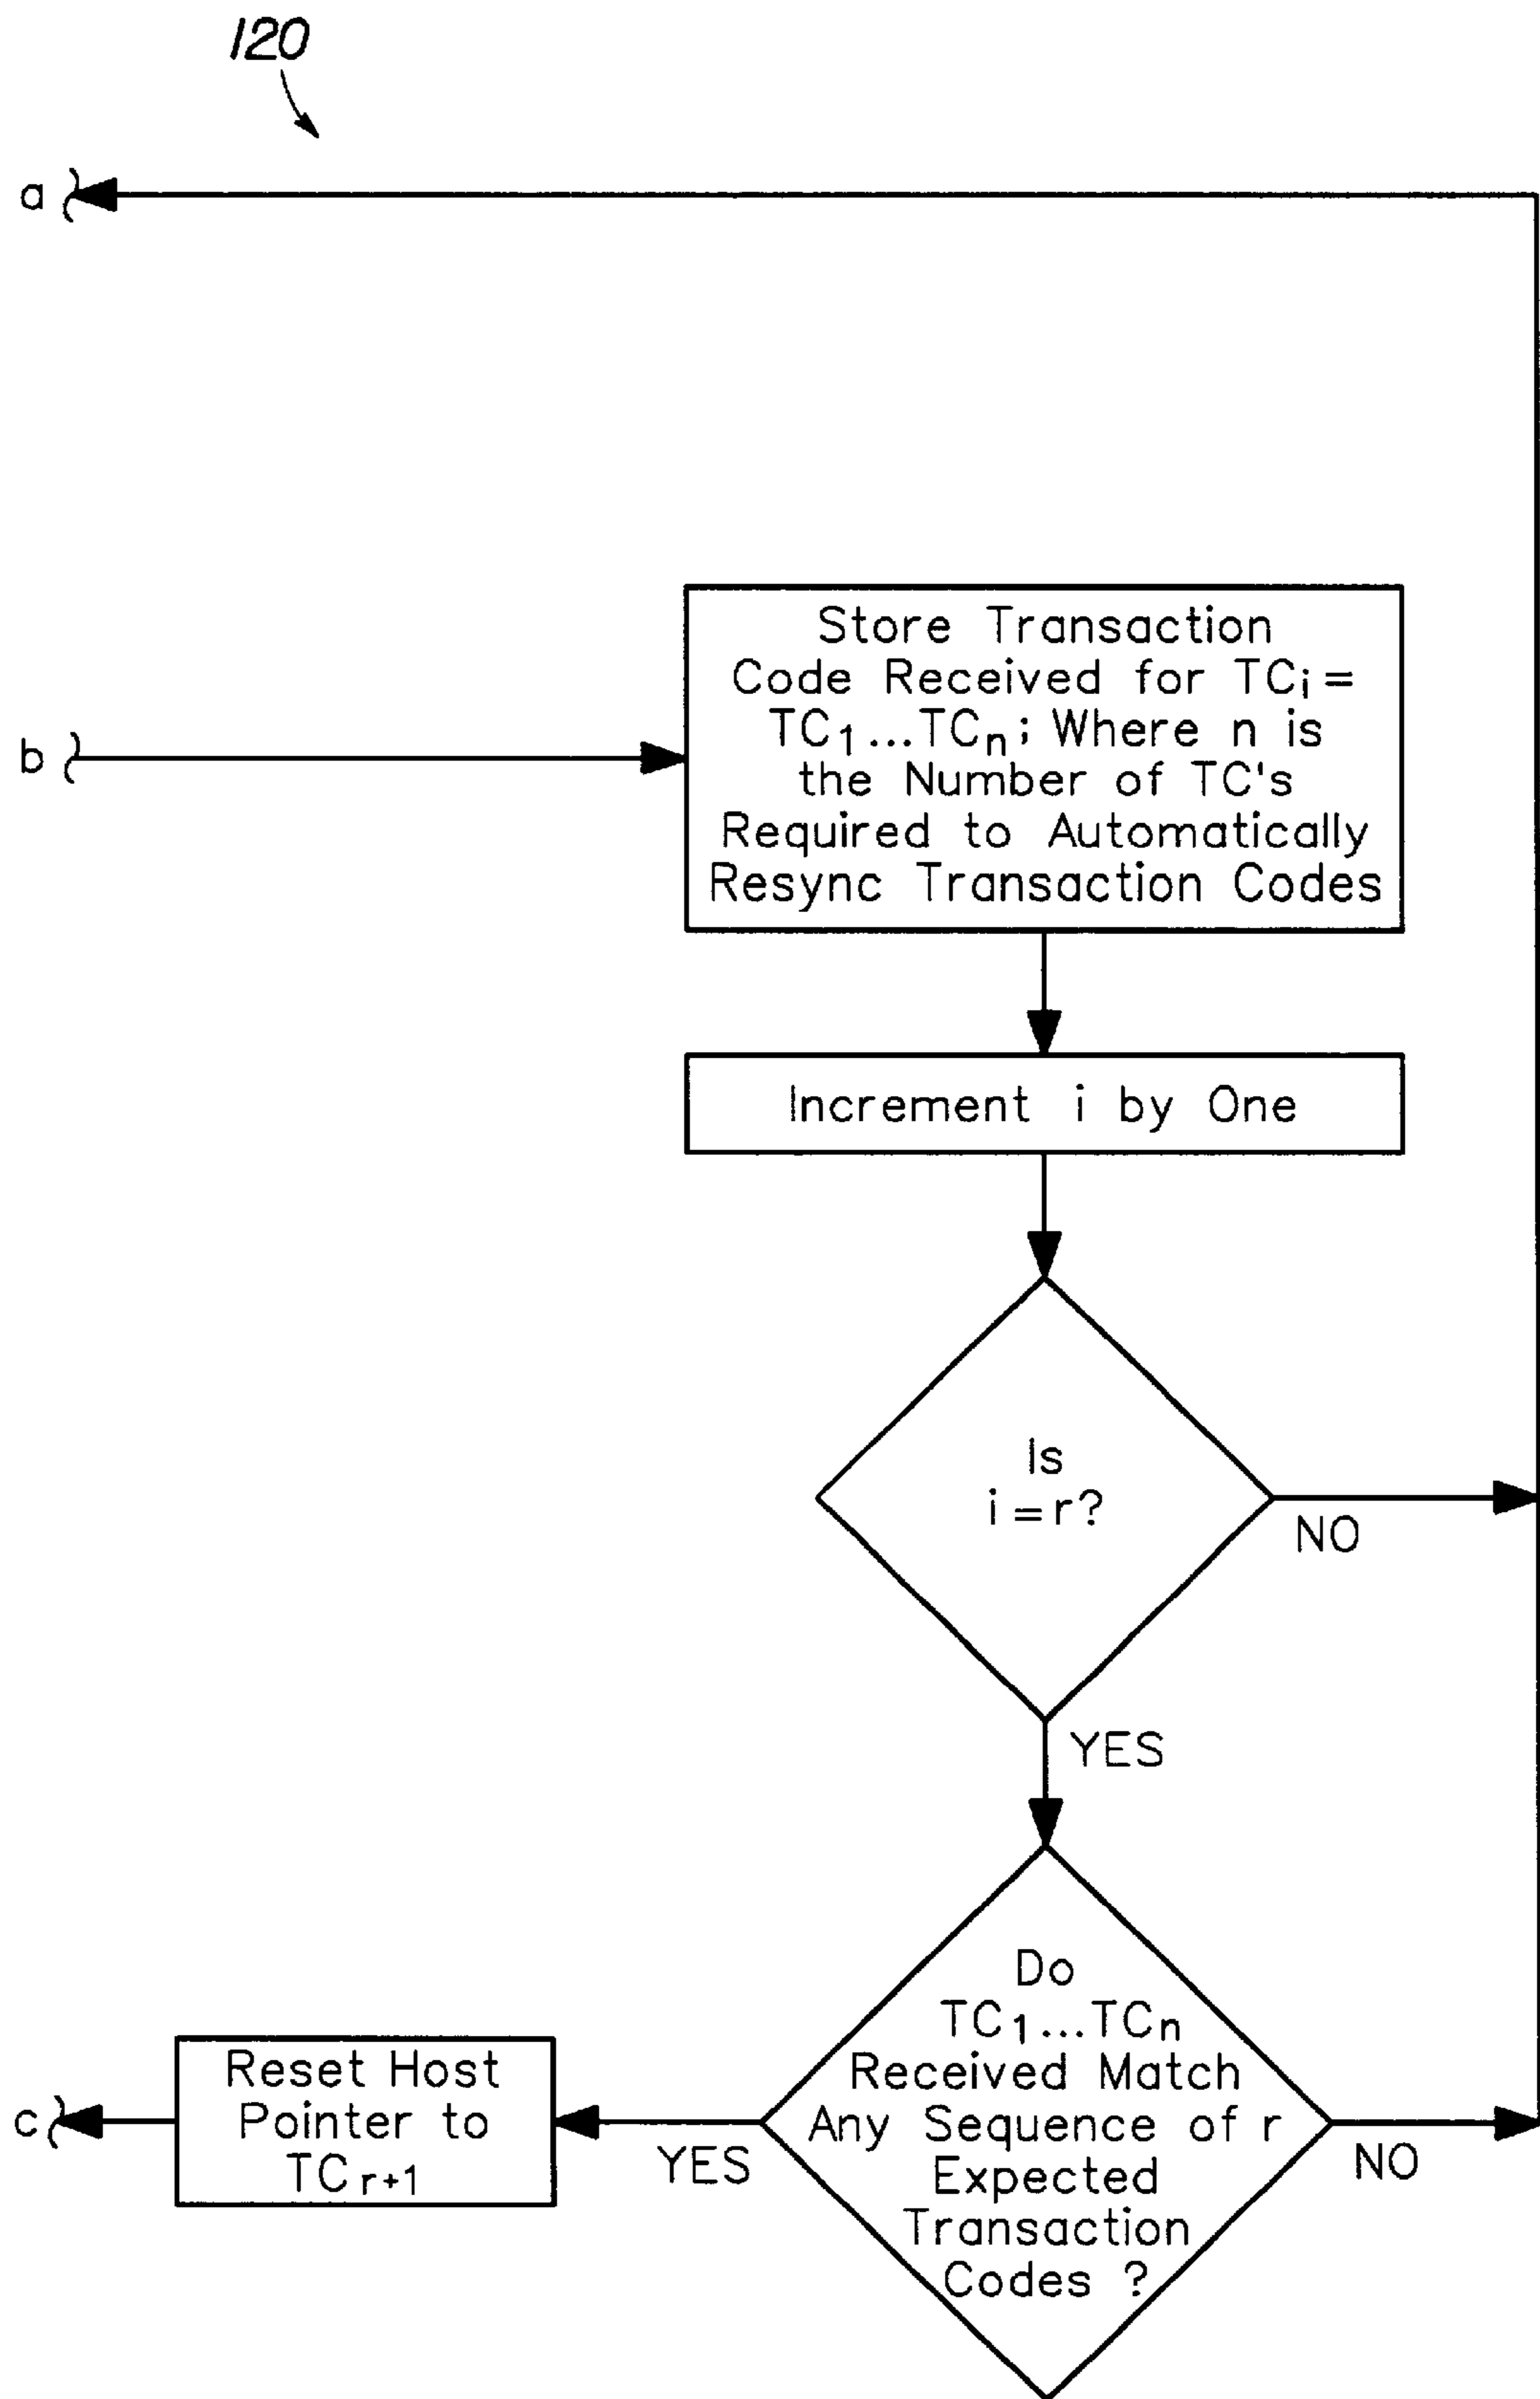 120
a
Store Transaction
Code Received for TCi=
TC1...TCn; Where n is
the Number of TC's
Required to Automatically
Resync Transaction Codes
b
Increment i by One
Is
i=r?
NO
YES
Do
TC1...TCn
Received Match
Any Sequence of r
Expected
Transaction
Codes ?
NO
YES
Reset Host
Pointer to
TCr+1
c